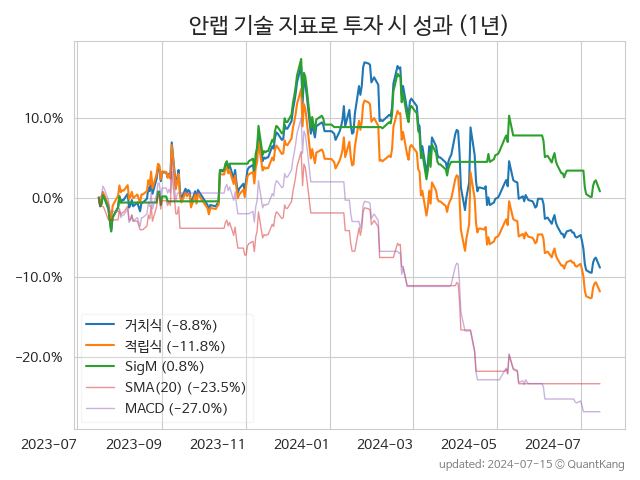 안랩 기술 지표로 투자 시 성과 (1년)
10.0%
0.0%
−10.0%
−20.0%
거치식 (−8.8%)
적립식 (−11.8%)
SigM (0.8%)
SMA(20) (−23.5%)
MACD (−27.0%)
2023−07 2023−09 2023−11 2024−01 2024−03 2024−05 2024−07
updated: 2024−07−15 © QuantKang